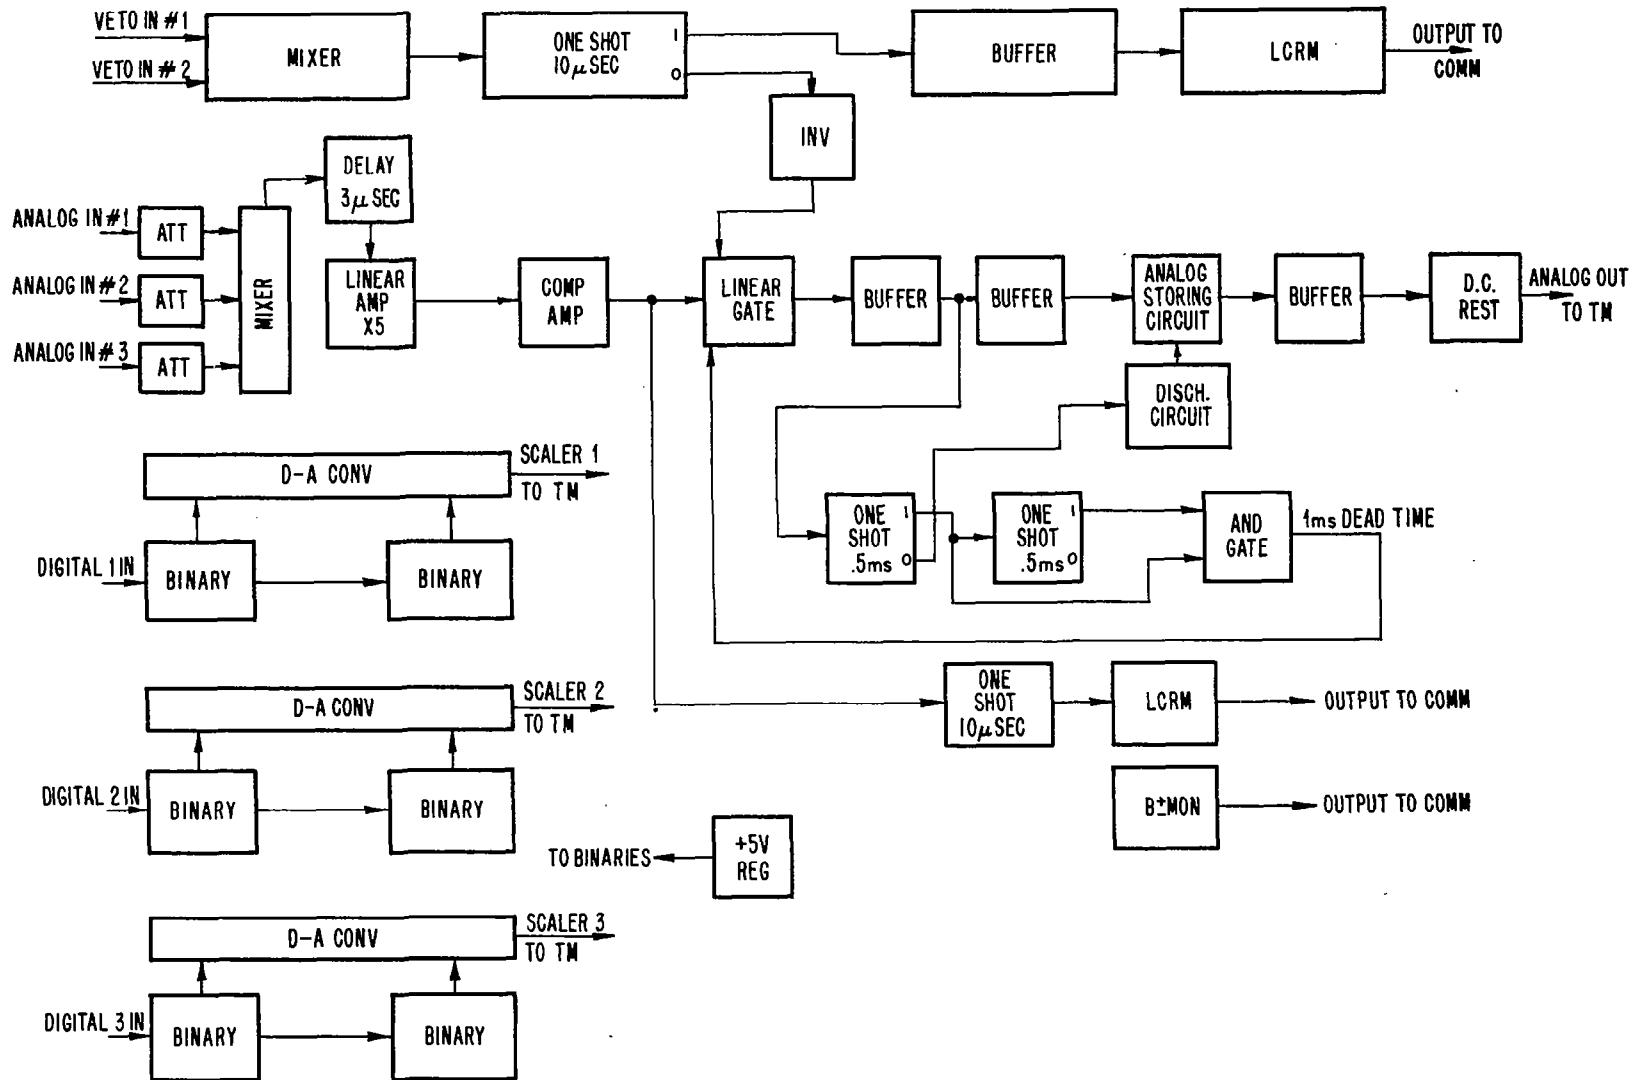 VETO IN #1
VETO IN #2
MIXER
ONE SHOT
10μSEC
1
0
BUFFER
LCRM
OUTPUT TO
COMM
INV
DELAY
3μSEC
ANALOG IN #1
ATT
ANALOG IN #2
ATT
ANALOG IN #3
ATT
MIXER
LINEAR
AMP
X5
COMP
AMP
LINEAR
GATE
BUFFER
BUFFER
ANALOG
STORING
CIRCUIT
BUFFER
D.C.
REST
ANALOG OUT
TO TM
DISCH.
CIRCUIT
ONE
SHOT
.5ms
1
0
ONE
SHOT
.5ms
1
0
AND
GATE
1ms DEAD TIME
D-A CONV
SCALER 1
TO TM
DIGITAL 1 IN
BINARY
BINARY
ONE
SHOT
10μSEC
LCRM
OUTPUT TO COMM
D-A CONV
SCALER 2
TO TM
DIGITAL 2 IN
BINARY
BINARY
B±MON
OUTPUT TO COMM
TO BINARIES
+5V
REG
D-A CONV
SCALER 3
TO TM
DIGITAL 3 IN
BINARY
BINARY